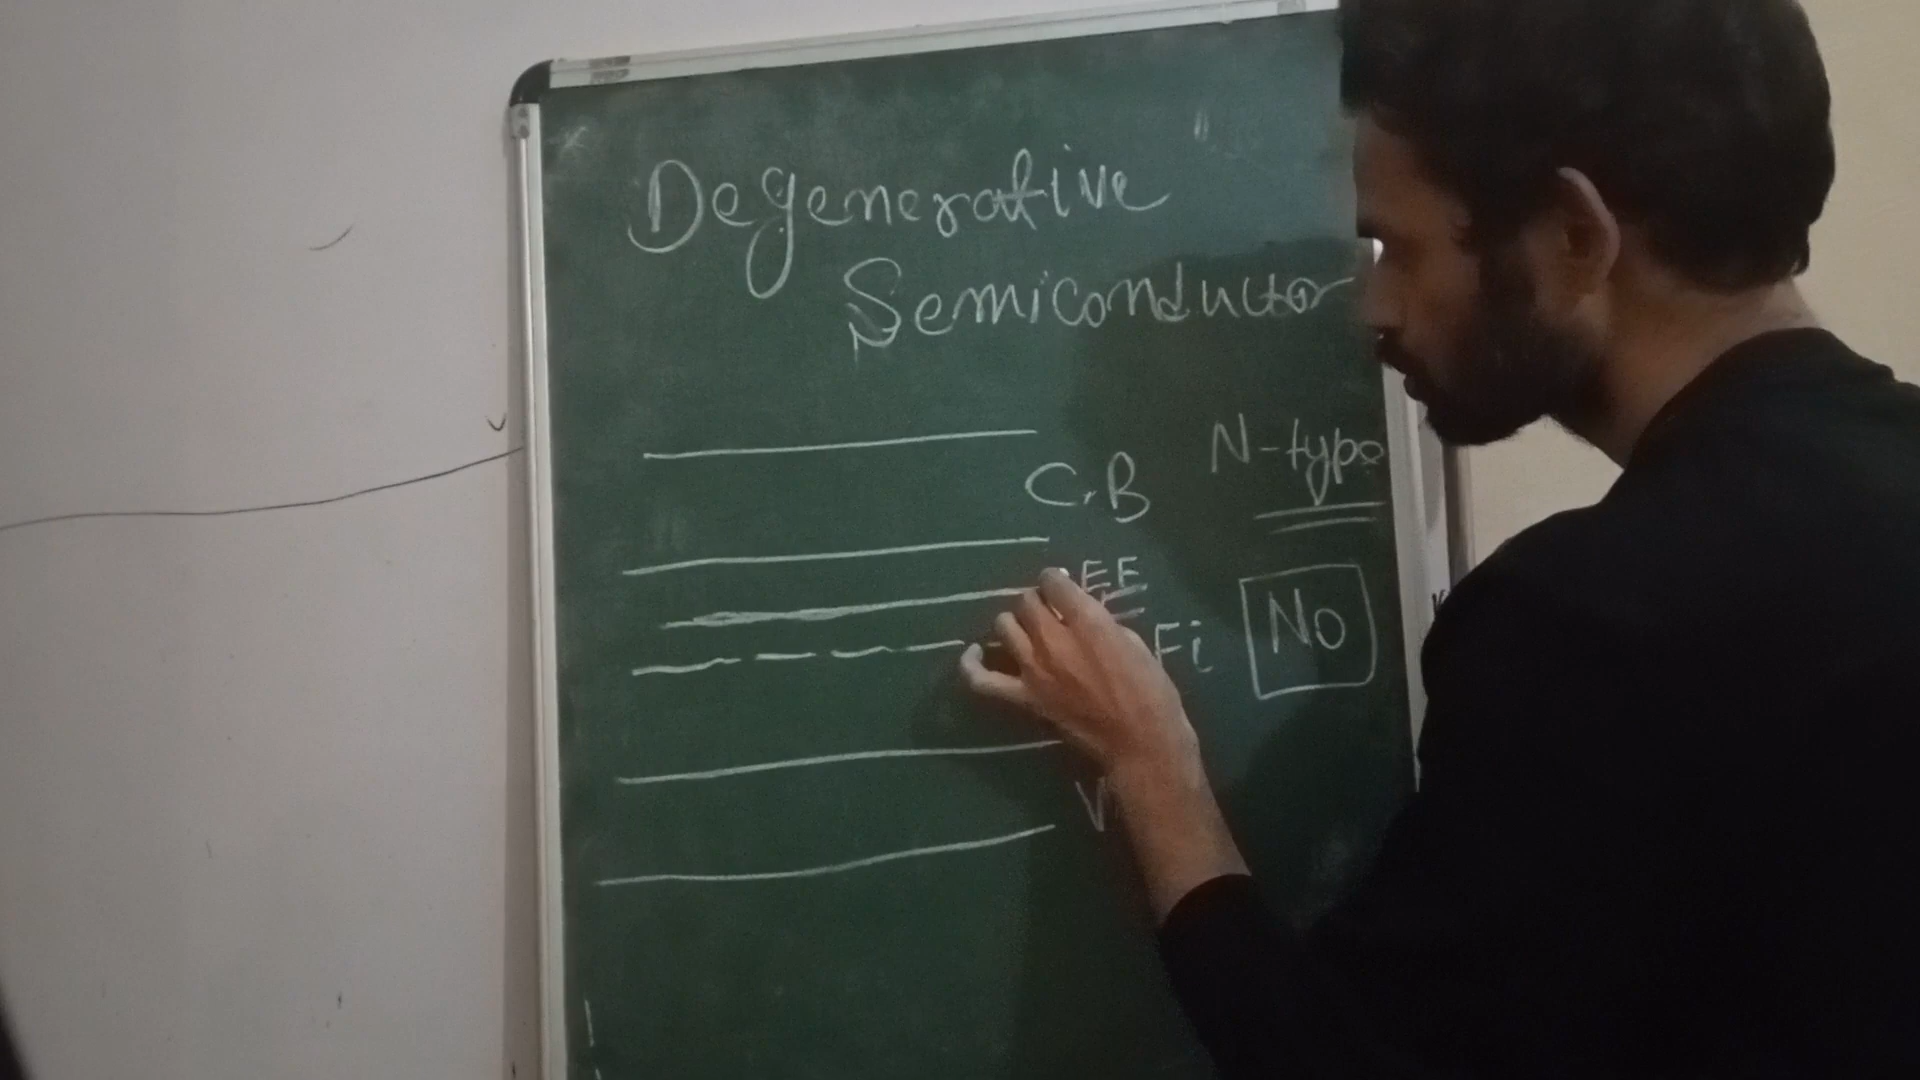 Degenerative
Semiconductor
N-type
C.B
EF
Fi
No
V